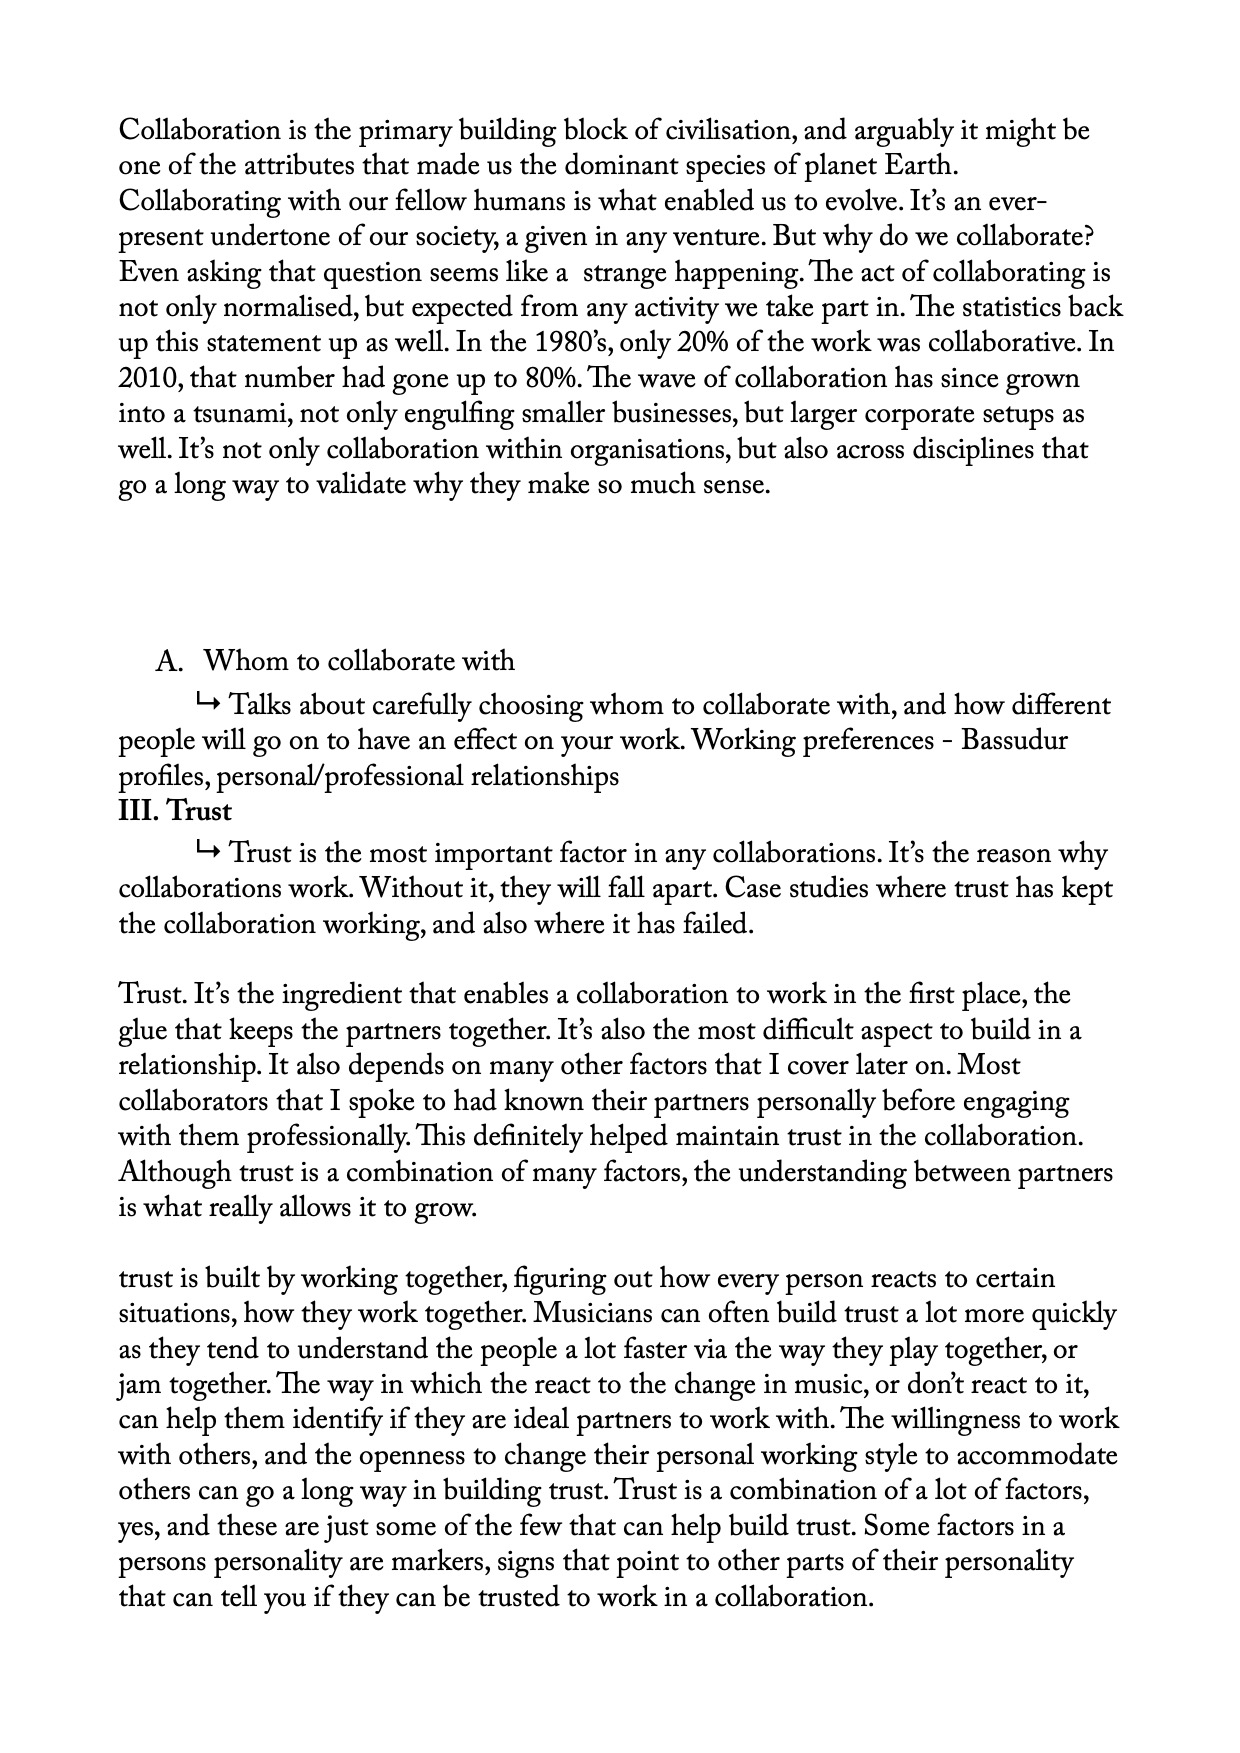 Collaboration is the primary building block of civilisation, and arguably it might be
one of the attributes that made us the dominant species of planet Earth.
Collaborating with our fellow humans is what enabled us to evolve. It’s an ever-
present undertone of our society, a given in any venture. But why do we collaborate?
Even asking that question seems like a  strange happening. The act of collaborating is
not only normalised, but expected from any activity we take part in. The statistics back
up this statement up as well. In the 1980’s, only 20% of the work was collaborative. In
2010, that number had gone up to 80%. The wave of collaboration has since grown
into a tsunami, not only engulfing smaller businesses, but larger corporate setups as
well. It’s not only collaboration within organisations, but also across disciplines that
go a long way to validate why they make so much sense.
A. Whom to collaborate with
↪ Talks about carefully choosing whom to collaborate with, and how different
people will go on to have an effect on your work. Working preferences - Bassudur
profiles, personal/professional relationships
III. Trust
↪ Trust is the most important factor in any collaborations. It’s the reason why
collaborations work. Without it, they will fall apart. Case studies where trust has kept
the collaboration working, and also where it has failed.
Trust. It’s the ingredient that enables a collaboration to work in the first place, the
glue that keeps the partners together. It’s also the most difficult aspect to build in a
relationship. It also depends on many other factors that I cover later on. Most
collaborators that I spoke to had known their partners personally before engaging
with them professionally. This definitely helped maintain trust in the collaboration.
Although trust is a combination of many factors, the understanding between partners
is what really allows it to grow.
trust is built by working together, figuring out how every person reacts to certain
situations, how they work together. Musicians can often build trust a lot more quickly
as they tend to understand the people a lot faster via the way they play together, or
jam together. The way in which the react to the change in music, or don’t react to it,
can help them identify if they are ideal partners to work with. The willingness to work
with others, and the openness to change their personal working style to accommodate
others can go a long way in building trust. Trust is a combination of a lot of factors,
yes, and these are just some of the few that can help build trust. Some factors in a
persons personality are markers, signs that point to other parts of their personality
that can tell you if they can be trusted to work in a collaboration.